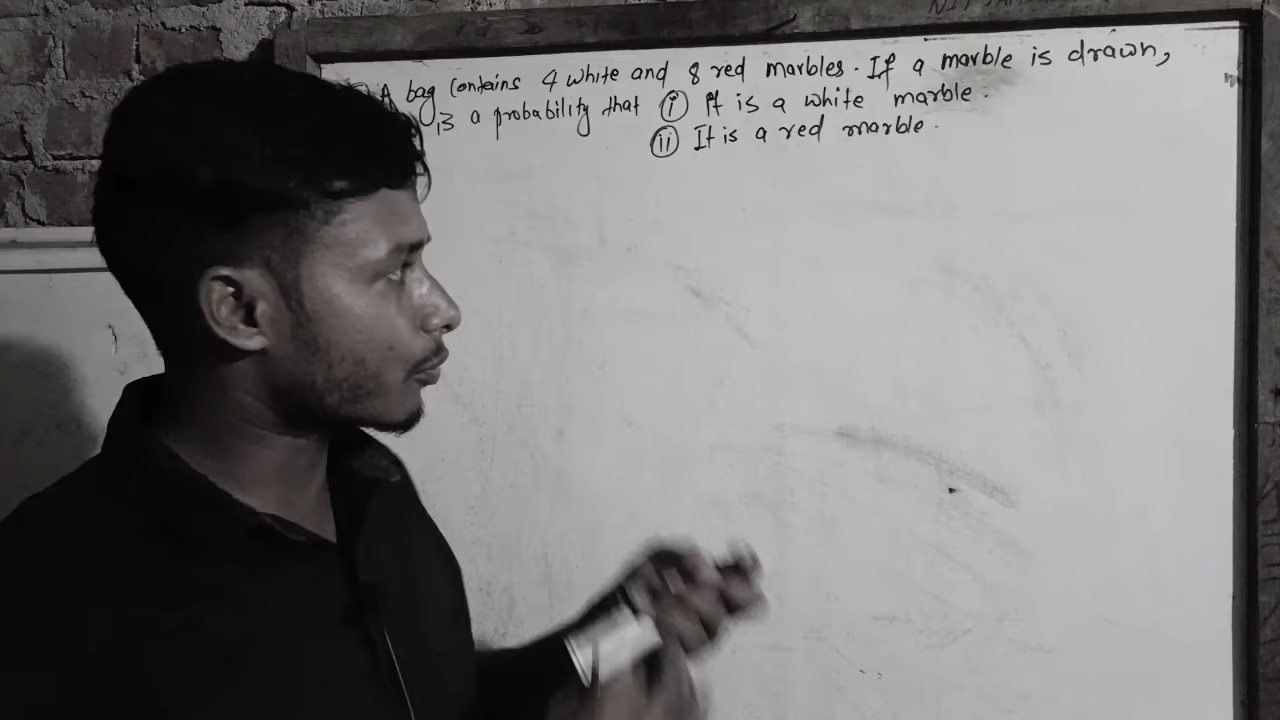 A bag Contains 4 white and 8 red marbles. If a marble is drawn,
is a probability that (i) It is a white marble.
(ii) It is a red marble.